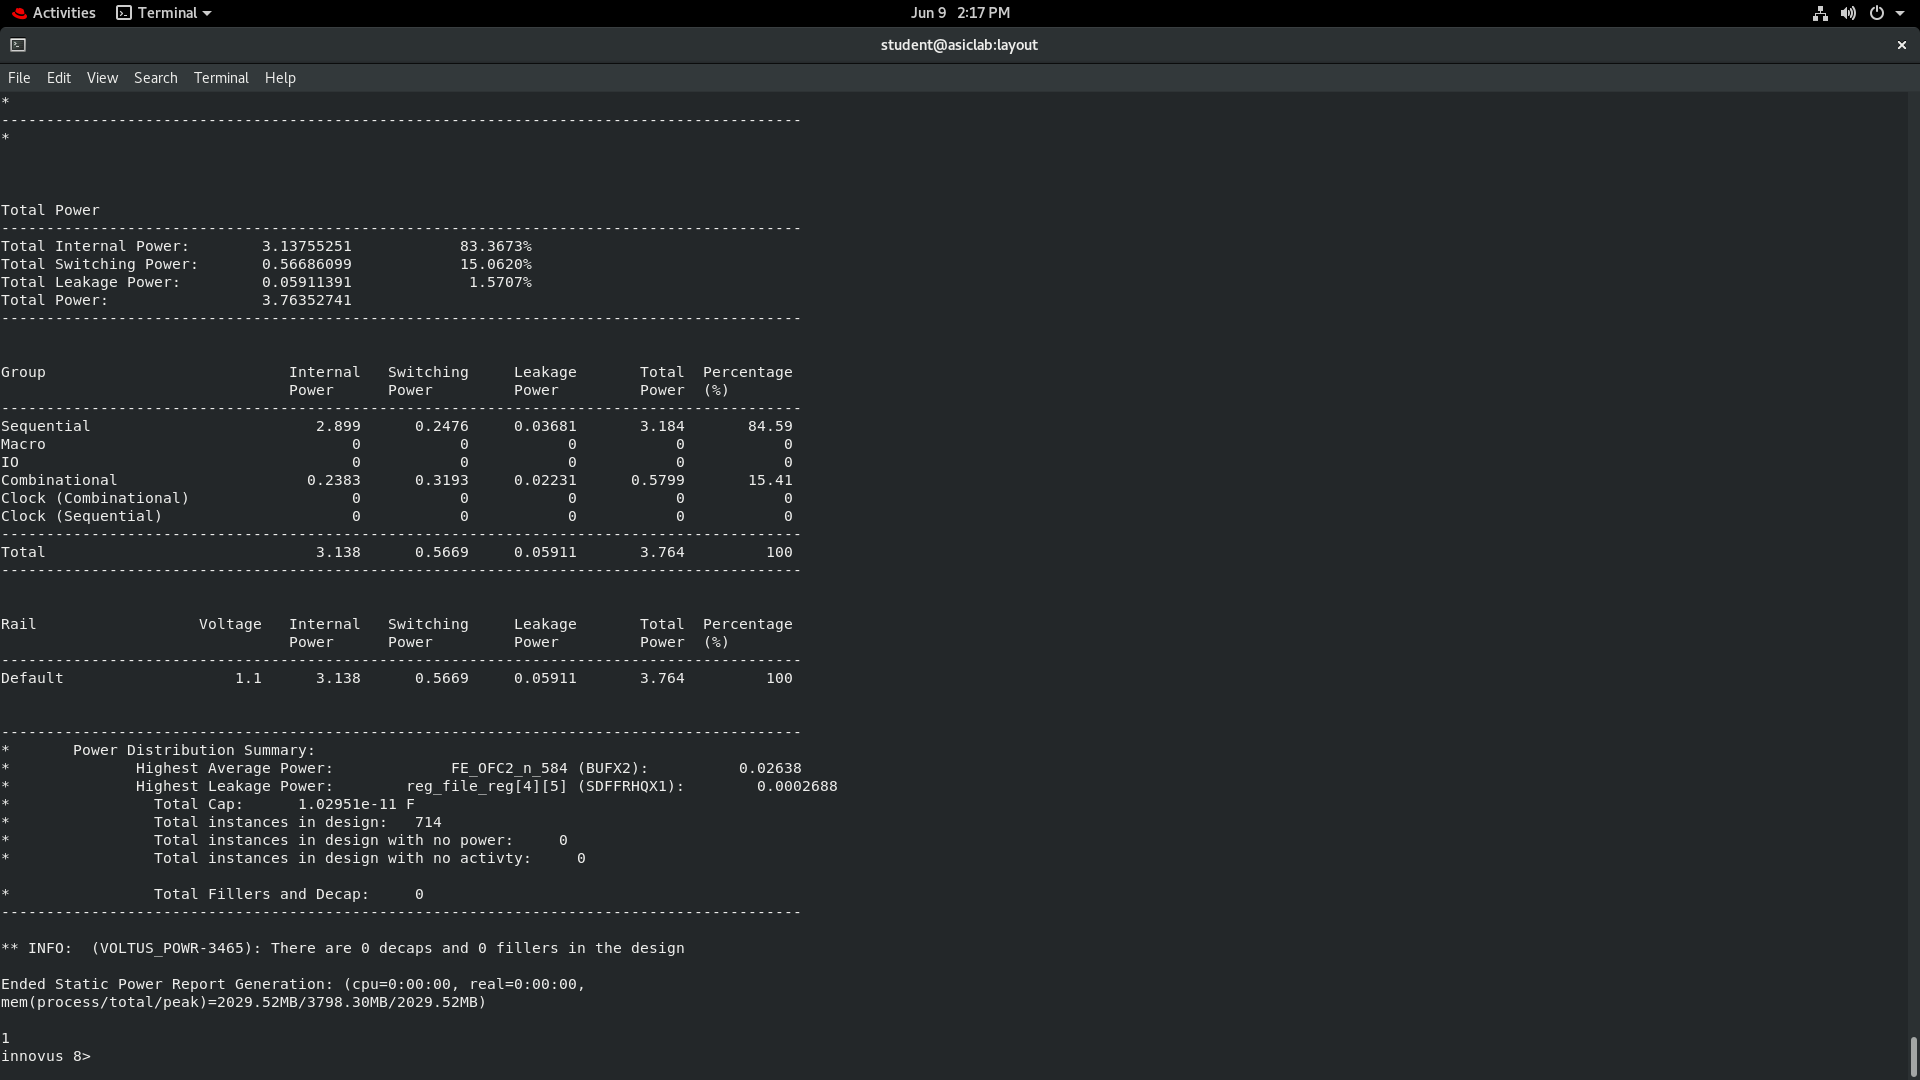 Activities Terminal Jun 9 2:17 PM
student@asiclab:layout ×
File Edit View Search Terminal Help
*
-----------------------------------------------------------------------------------------
*
Total Power
-----------------------------------------------------------------------------------------
Total Internal Power: 3.13755251 83.3673%
Total Switching Power: 0.56686099 15.0620%
Total Leakage Power: 0.05911391 1.5707%
Total Power: 3.76352741
-----------------------------------------------------------------------------------------
Group Internal Switching Leakage Total Percentage
Power Power Power Power (%)
-----------------------------------------------------------------------------------------
Sequential 2.899 0.2476 0.03681 3.184 84.59
Macro 0 0 0 0 0
IO 0 0 0 0 0
Combinational 0.2383 0.3193 0.02231 0.5799 15.41
Clock (Combinational) 0 0 0 0 0
Clock (Sequential) 0 0 0 0 0
-----------------------------------------------------------------------------------------
Total 3.138 0.5669 0.05911 3.764 100
-----------------------------------------------------------------------------------------
Rail Voltage Internal Switching Leakage Total Percentage
Power Power Power Power (%)
-----------------------------------------------------------------------------------------
Default 1.1 3.138 0.5669 0.05911 3.764 100
-----------------------------------------------------------------------------------------
* Power Distribution Summary:
* Highest Average Power: FE_OFC2_n_584 (BUFX2): 0.02638
* Highest Leakage Power: reg_file_reg[4][5] (SDFFRHQX1): 0.0002688
* Total Cap: 1.02951e-11 F
* Total instances in design: 714
* Total instances in design with no power: 0
* Total instances in design with no activty: 0
* Total Fillers and Decap: 0
-----------------------------------------------------------------------------------------
** INFO: (VOLTUS_POWR-3465): There are 0 decaps and 0 fillers in the design
Ended Static Power Report Generation: (cpu=0:00:00, real=0:00:00,
mem(process/total/peak)=2029.52MB/3798.30MB/2029.52MB)
1
innovus 8>